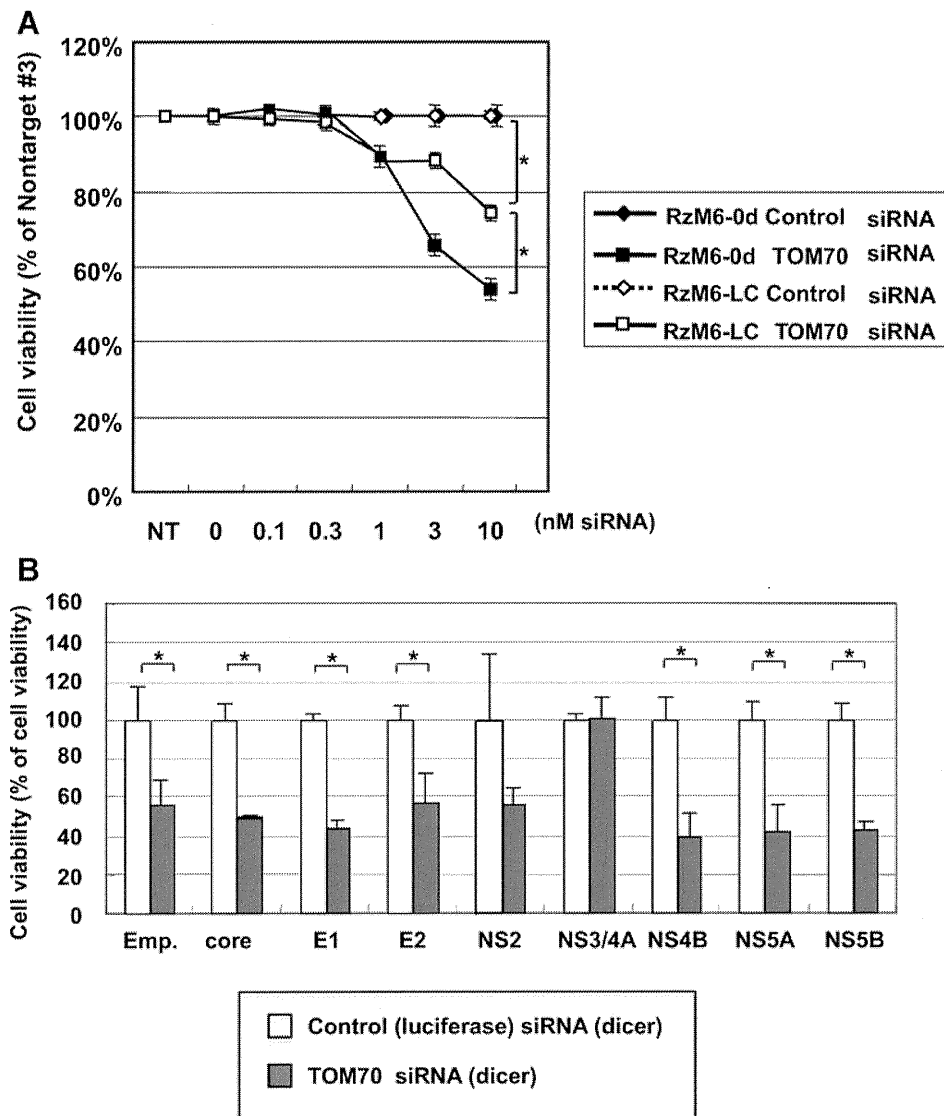 A
120%
100%
80%
60%
40%
20%
0%
Cell viability (% of Nontarget #3)
NT 0 0.1 0.3 1 3 10 (nM siRNA)
*
*
RzM6-0d Control siRNA
RzM6-0d TOM70 siRNA
RzM6-LC Control siRNA
RzM6-LC TOM70 siRNA
B
160
140
120
100
80
60
40
20
0
Cell viability (% of cell viability)
* * * * * * *
Emp. core E1 E2 NS2 NS3/4A NS4B NS5A NS5B
Control (luciferase) siRNA (dicer)
TOM70 siRNA (dicer)